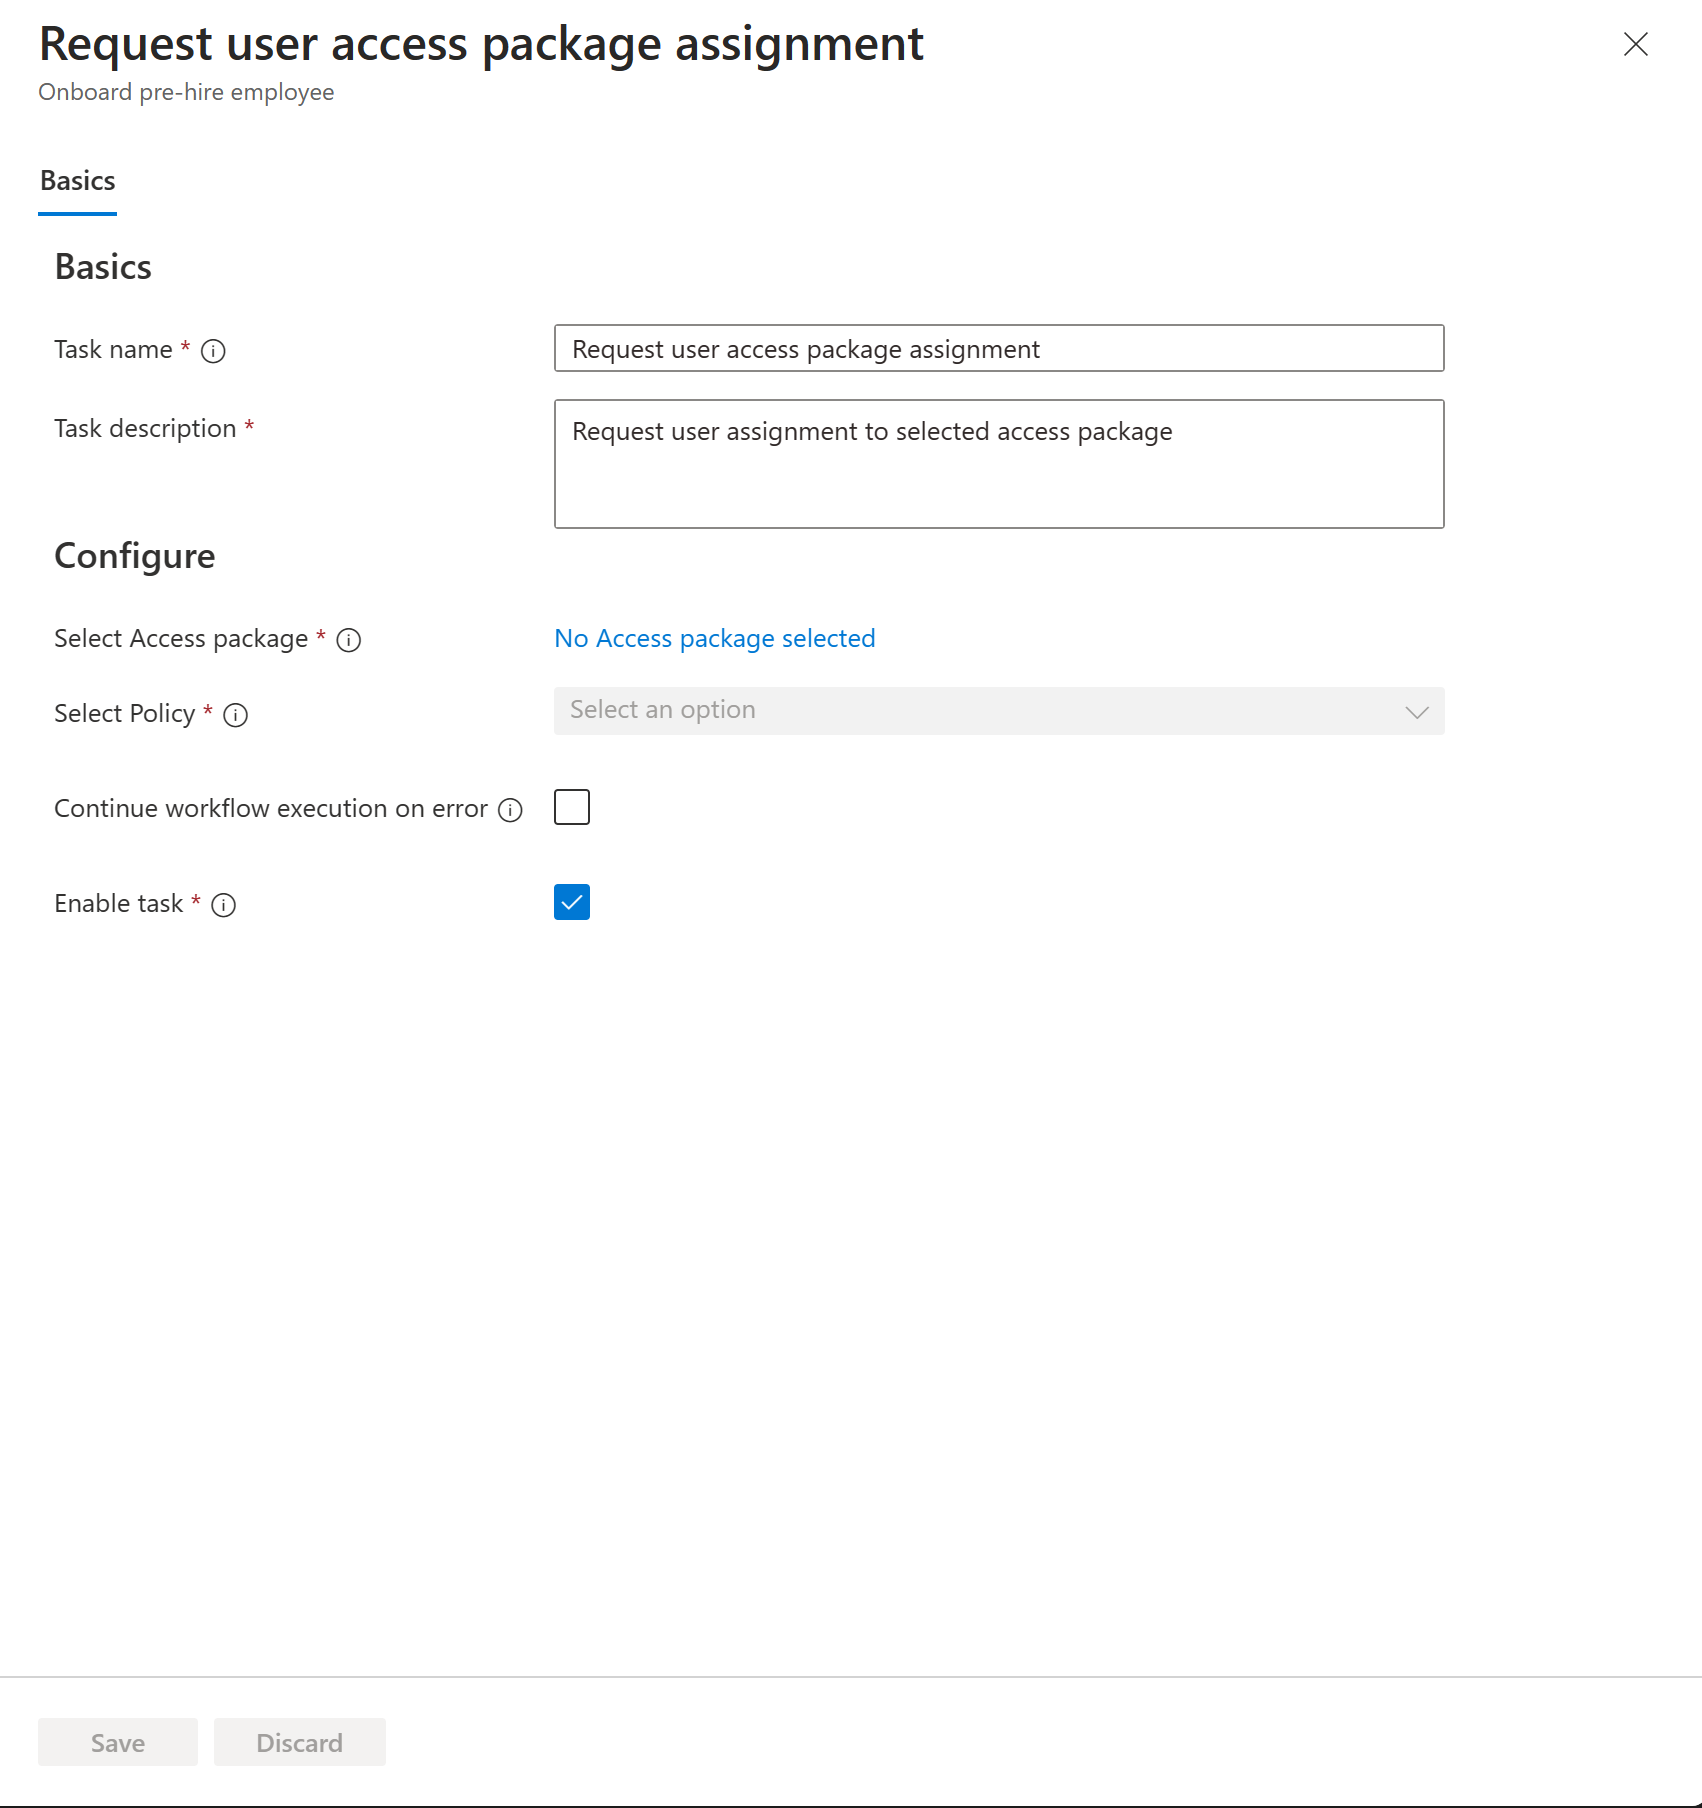 Request user access package assignment
Onboard pre-hire employee
Basics
Basics
Task name *
Request user access package assignment
Task description *
Request user assignment to selected access package
Configure
Select Access package *
No Access package selected
Select Policy *
Select an option
Continue workflow execution on error
Enable task *
Save
Discard